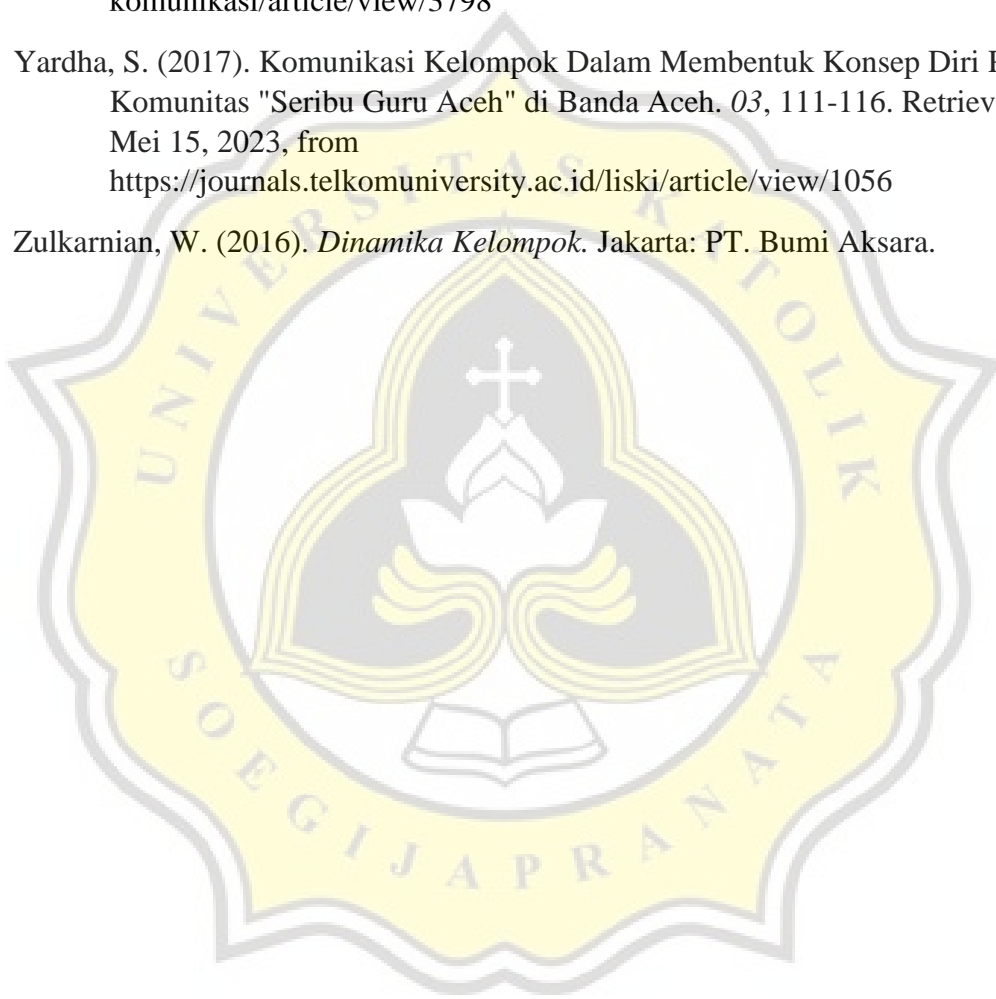 komunikasi/article/view/3798
Yardha, S. (2017). Komunikasi Kelompok Dalam Membentuk Konsep Diri
Komunitas "Seribu Guru Aceh" di Banda Aceh. 03, 111-116.
Mei 15, 2023, from
https://journals.telkomuniversity.ac.id/liski/article/view/1056
Zulkarnian, W. (2016). Dinamika Kelompok. Jakarta: PT. Bumi Aksara.
UNIVERSITAS KATOLIK
SOEGIJAPRANATA